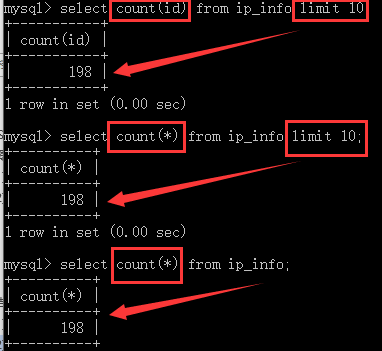 mysql> select count(id) from ip_info limit 10
+-----------+
| count(id) |
+-----------+
| 198 |
+-----------+
1 row in set (0.00 sec)
mysql> select count(*) from ip_info limit 10;
+----------+
| count(*) |
+----------+
| 198 |
+----------+
1 row in set (0.00 sec)
mysql> select count(*) from ip_info;
+----------+
| count(*) |
+----------+
| 198 |
+----------+